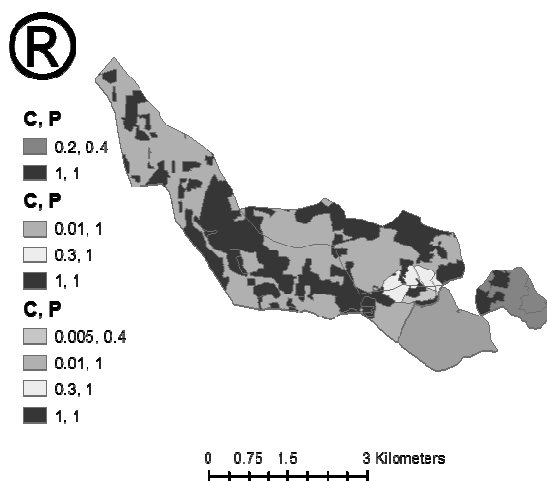 ®
C, P
0.2, 0.4
1, 1
C, P
0.01, 1
0.3, 1
1, 1
C, P
0.005, 0.4
0.01, 1
0.3, 1
1, 1
0 0.75 1.5 3 Kilometers